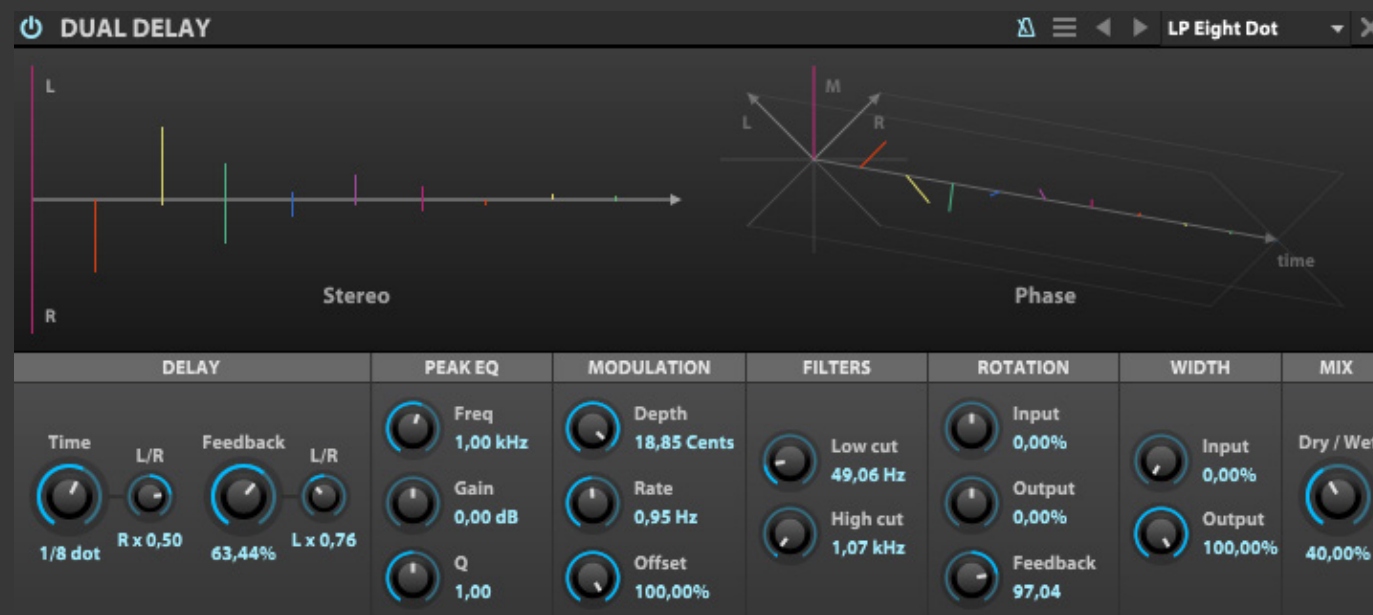 DUAL DELAY
LP Eight Dot
L
R
Stereo
M
L
R
time
Phase
DELAY
PEAK EQ
MODULATION
FILTERS
ROTATION
WIDTH
MIX
Time
1/8 dot
L/R
R x 0,50
Feedback
63,44%
L/R
L x 0,76
Freq
1,00 kHz
Gain
0,00 dB
Q
1,00
Depth
18,85 Cents
Rate
0,95 Hz
Offset
100,00%
Low cut
49,06 Hz
High cut
1,07 kHz
Input
0,00%
Output
0,00%
Feedback
97,04
Input
0,00%
Output
100,00%
Dry / Wet
40,00%